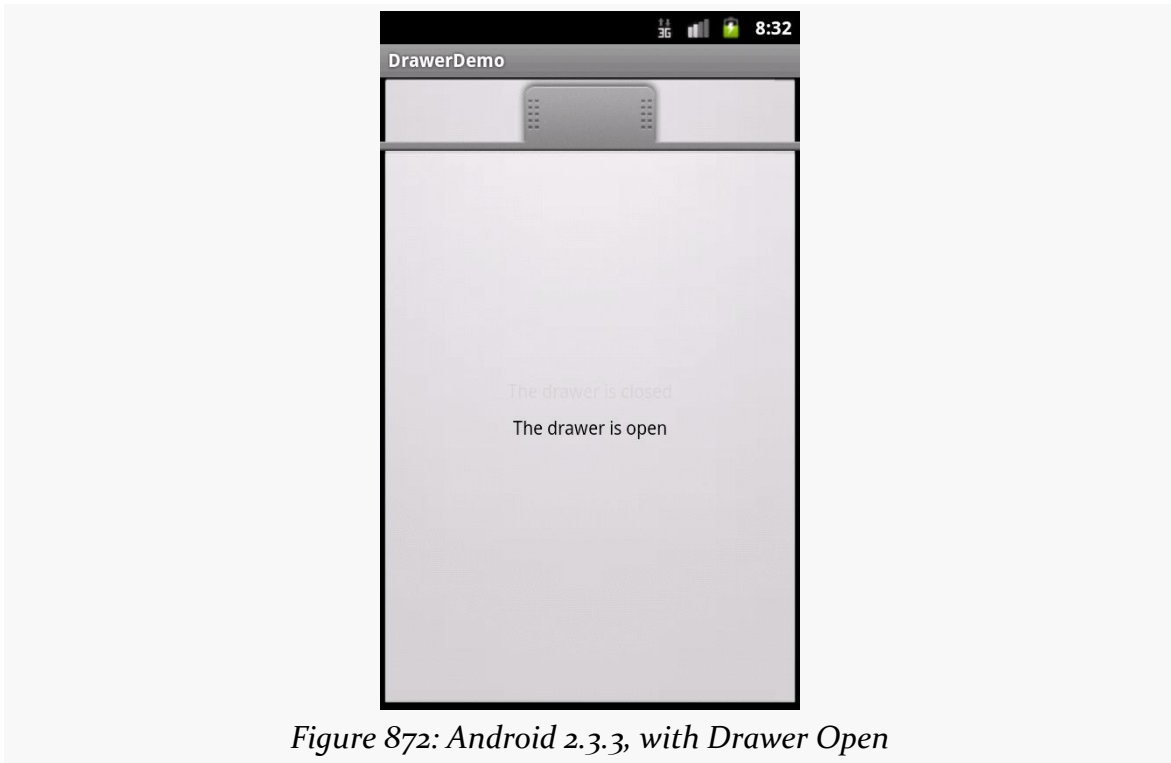 3G 8:32
DrawerDemo
The drawer is closed
The drawer is open
Figure 872: Android 2.3.3, with Drawer Open